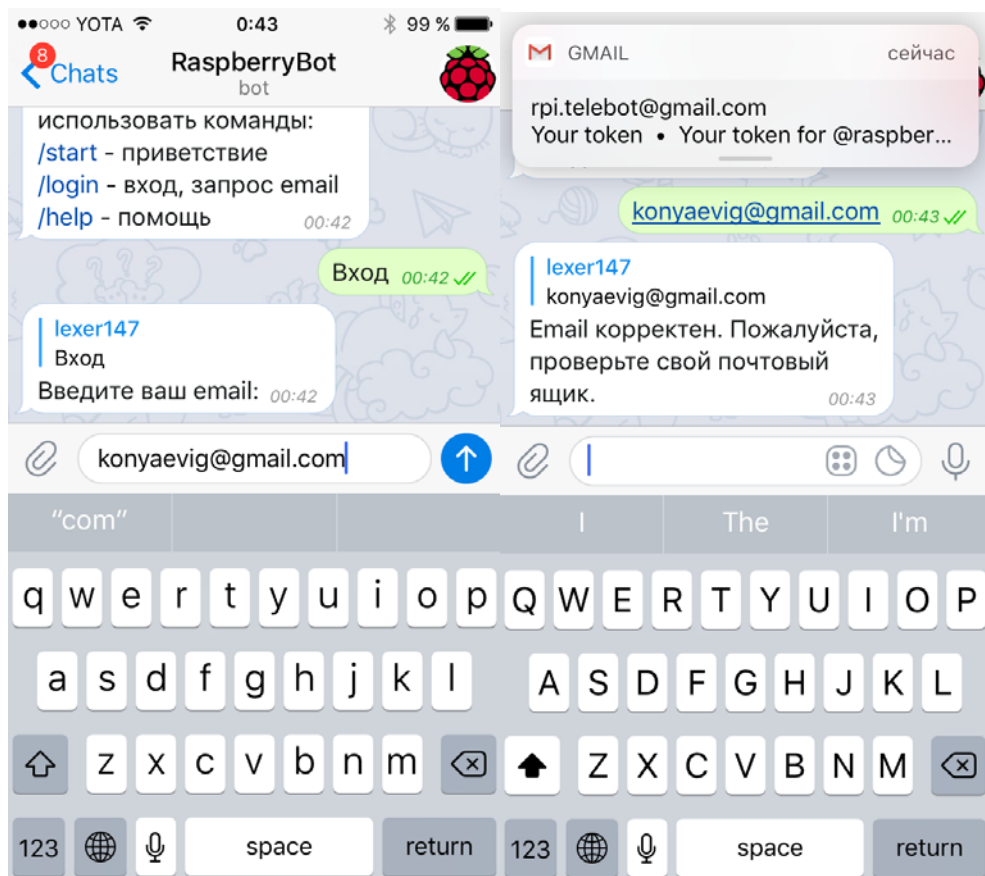 YOTA 0:43 99 %
8
Chats
RaspberryBot
bot
использовать команды:
/start - приветствие
/login - вход, запрос email
/help - помощь 00:42
Вход 00:42
lexer147
Вход
Введите ваш email: 00:42
konyaevig@gmail.com
"com"
q w e r t y u i o p
a s d f g h j k l
z x c v b n m
123 space return
GMAIL сейчас
rpi.telebot@gmail.com
Your token • Your token for @raspber...
konyaevig@gmail.com 00:43
lexer147
konyaevig@gmail.com
Email корректен. Пожалуйста,
проверьте свой почтовый
ящик. 00:43
I The I'm
Q W E R T Y U I O P
A S D F G H J K L
Z X C V B N M
123 space return